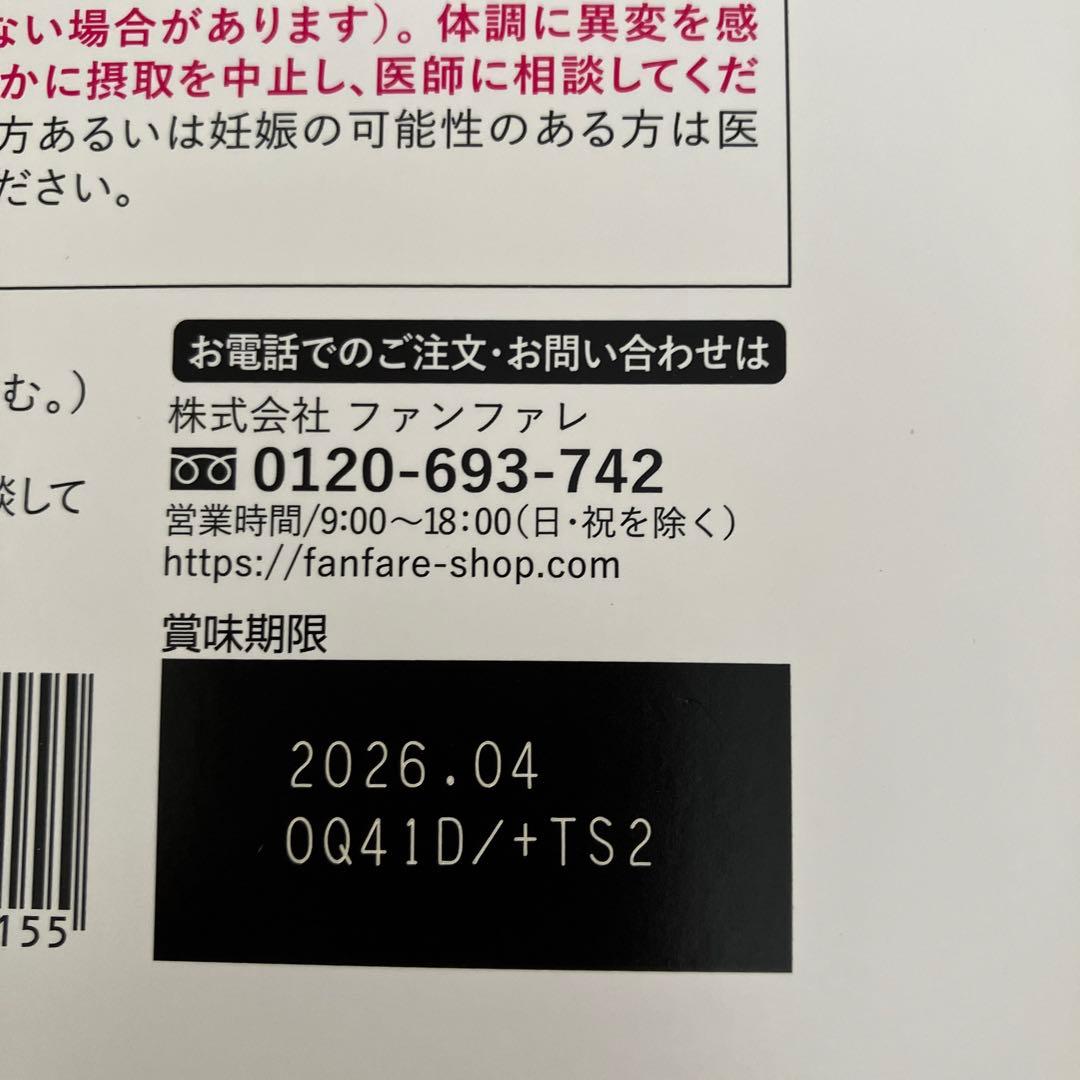 ない場合があります)。体調に異変を感
かに摂取を中止し、医師に相談してくだ
方あるいは妊娠の可能性のある方は医
ださい。
む。)
談して
お電話でのご注文・お問い合わせは
株式会社 ファンファレ
0120-693-742
営業時間/9:00～18:00(日・祝を除く)
https://fanfare-shop.com
賞味期限
2026.04
0Q41D/+TS2
155